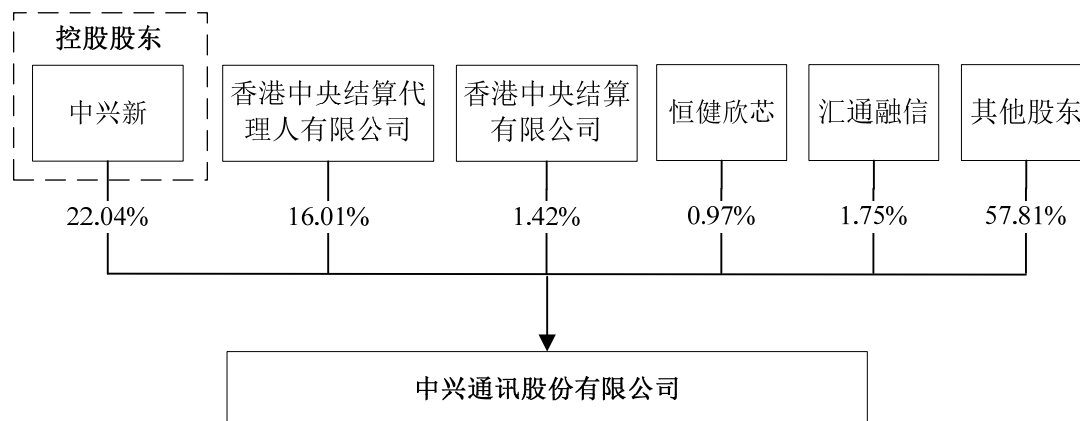 控股股东
中兴新
香港中央结算代
理人有限公司
香港中央结算
有限公司
恒健欣芯
汇通融信
其他股东
22.04%
16.01%
1.42%
0.97%
1.75%
57.81%
中兴通讯股份有限公司